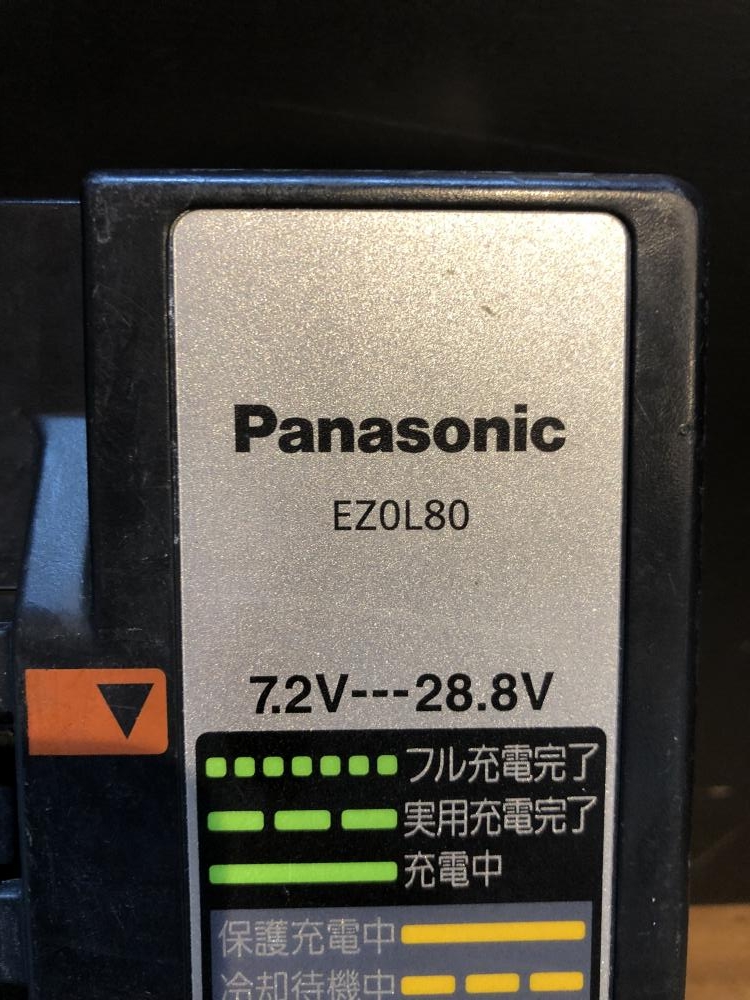 Panasonic
EZ0L80
7.2V---28.8V
フル充電完了
実用充電完了
充電中
保護充電中
冷却待機中